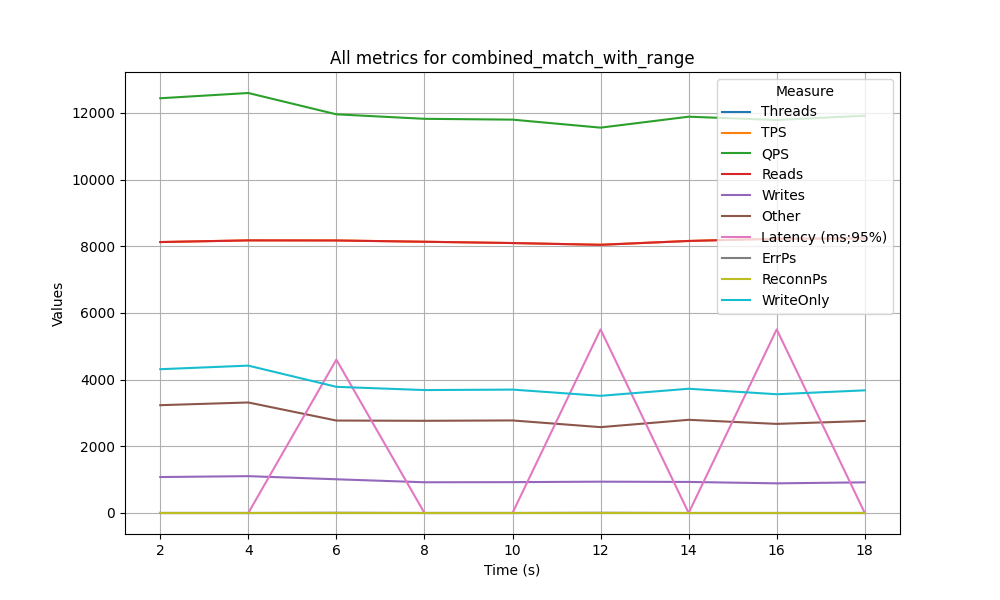 All metrics for combined_match_with_range
Measure
Threads
TPS
QPS
Reads
Writes
Other
Latency (ms;95%)
ErrPs
ReconnPs
WriteOnly
Values
12000
10000
8000
6000
4000
2000
0
2 4 6 8 10 12 14 16 18
Time (s)